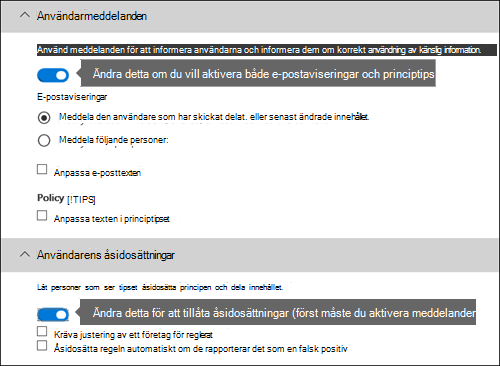 Användarmeddelanden
Använd meddelanden för att informera användarna och informera dem om korrekt användning av känslig information.
Ändra detta om du vill aktivera både e-postaviseringar och principtips
E-postaviseringar
Meddela den användare som har skickat delat. eller senast ändrade innehållet.
Meddela följande personer:
Anpassa e-posttexten
Policy [!TIPS]
Anpassa texten i principtipset
Användarens åsidosättningar
Låt personer som ser tipset åsidosätta principen och dela innehållet.
Ändra detta för att tillåta åsidosättningar (först måste du aktivera meddelanden
Kräva justering av ett företag för reglerat
Åsidosätta regeln automatiskt om de rapporterar det som en falsk positiv